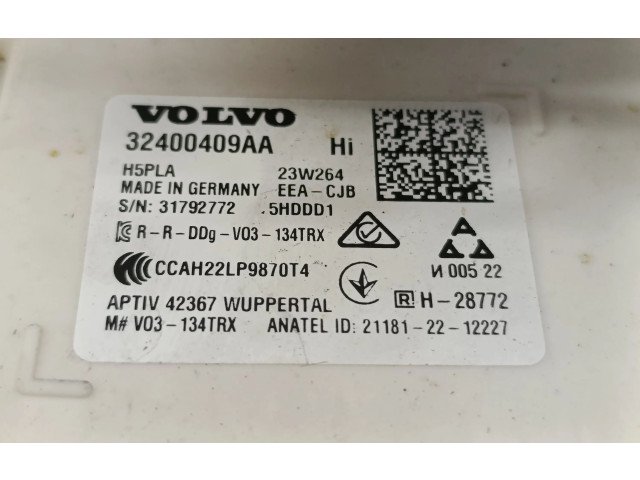 VOLVO
32400409AA Hi
H5PLA 23W264
MADE IN GERMANY EEA-CJB
S/N: 31792772 .5HDDD1
R-R-DDg-V03-134TRX
CCAH22LP9870T4
И 005 22
APTIV 42367 WUPPERTAL R H-28772
M# V03-134TRX ANATEL ID: 21181-22-12227